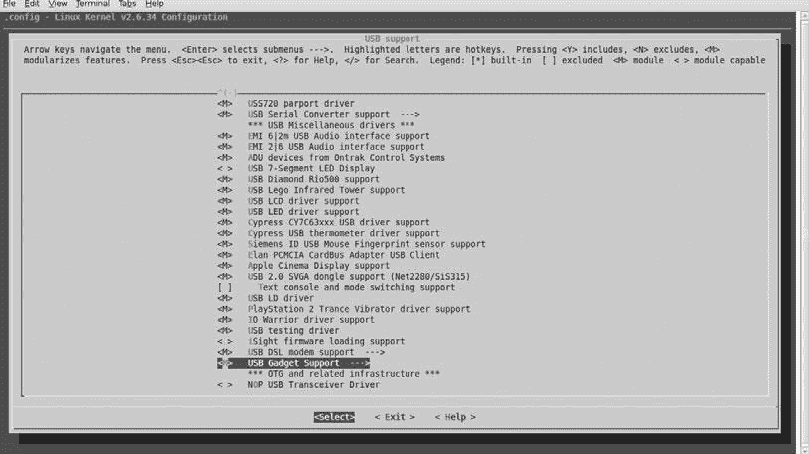 File Edit View Terminal Tabs Help
.config - Linux Kernel v2.6.34 Configuration
USB support
Arrow keys navigate the menu. <Enter> selects submenus --->. Highlighted letters are hotkeys. Pressing <Y> includes, <N> excludes, <M>
modularizes features. Press <Esc><Esc> to exit, <?> for Help, </> for Search. Legend: [*] built-in [ ] excluded <M> module < > module capable
^(-)
<M> USS720 parport driver
<M> USB Serial Converter support --->
*** USB Miscellaneous drivers ***
<M> EMI 6|2m USB Audio interface support
<M> EMI 2|6 USB Audio interface support
<M> ADU devices from Ontrak Control Systems
< > USB 7-Segment LED Display
<M> USB Diamond Rio500 support
<M> USB Lego Infrared Tower support
<M> USB LCD driver support
<M> USB LED driver support
<M> Cypress CY7C63xxx USB driver support
<M> Cypress USB thermometer driver support
<M> Siemens ID USB Mouse Fingerprint sensor support
<M> Elan PCMCIA CardBus Adapter USB Client
<M> Apple Cinema Display support
<M> USB 2.0 SVGA dongle support (Net2280/SiS315)
[ ] Text console and mode switching support
<M> USB LD driver
<M> PlayStation 2 Trance Vibrator driver support
<M> IO Warrior driver support
<M> USB testing driver
< > iSight firmware loading support
<M> USB DSL modem support --->
<M> USB Gadget Support --->
*** OTG and related infrastructure ***
< > NOP USB Transceiver Driver
<Select> < Exit > < Help >